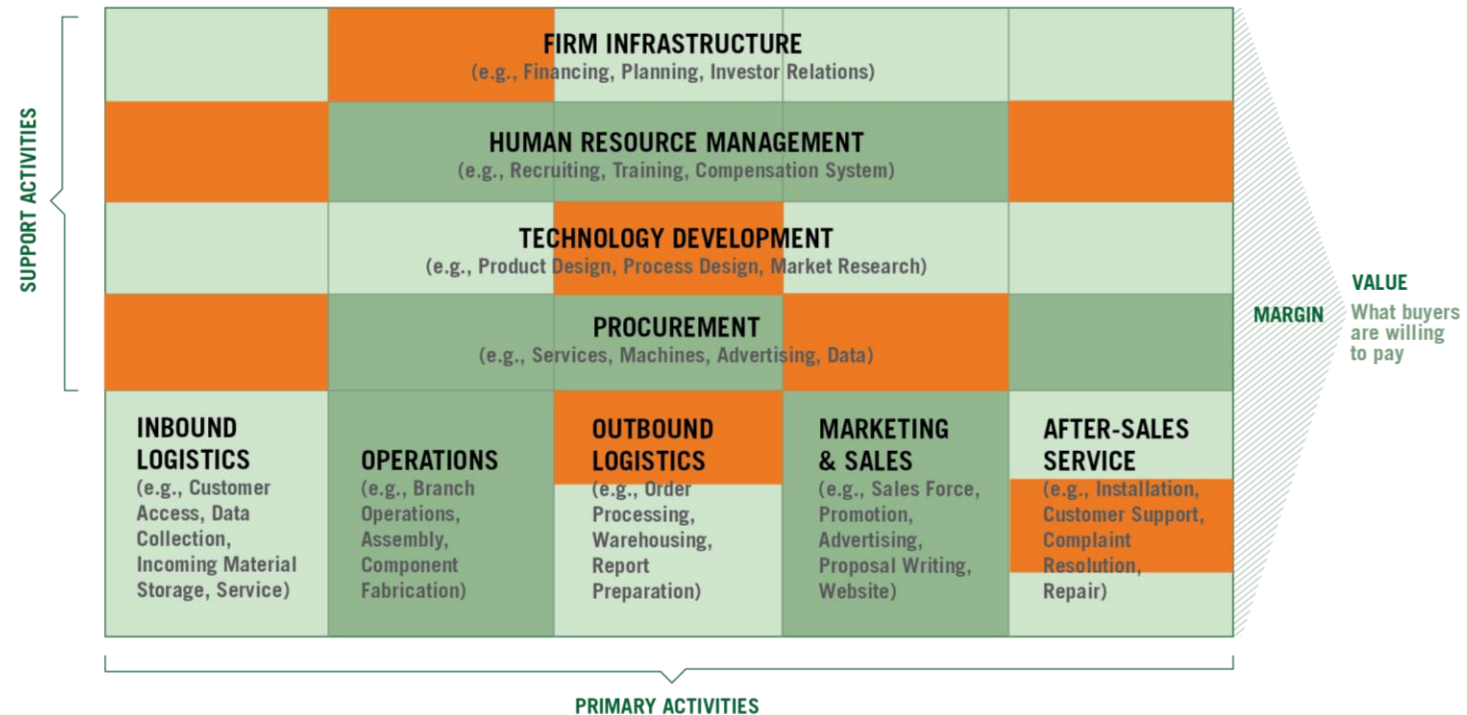 SUPPORT ACTIVITIES
FIRM INFRASTRUCTURE
(e.g., Financing, Planning, Investor Relations)
HUMAN RESOURCE MANAGEMENT
(e.g., Recruiting, Training, Compensation System)
TECHNOLOGY DEVELOPMENT
(e.g., Product Design, Process Design, Market Research)
PROCUREMENT
(e.g., Services, Machines, Advertising, Data)
INBOUND
LOGISTICS
(e.g., Customer
Access, Data
Collection,
Incoming Material
Storage, Service)
OPERATIONS
(e.g., Branch
Operations,
Assembly,
Component
Fabrication)
OUTBOUND
LOGISTICS
(e.g., Order
Processing,
Warehousing,
Report
Preparation)
MARKETING
& SALES
(e.g., Sales Force,
Promotion,
Advertising,
Proposal Writing,
Website)
AFTER-SALES
SERVICE
(e.g., Installation,
Customer Support,
Complaint
Resolution,
Repair)
MARGIN
VALUE
What buyers
are willing
to pay
PRIMARY ACTIVITIES